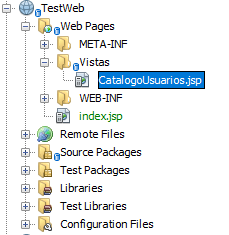 TestWeb
Web Pages
META-INF
Vistas
CatalogoUsuarios.jsp
WEB-INF
index.jsp
Remote Files
Source Packages
Test Packages
Libraries
Test Libraries
Configuration Files